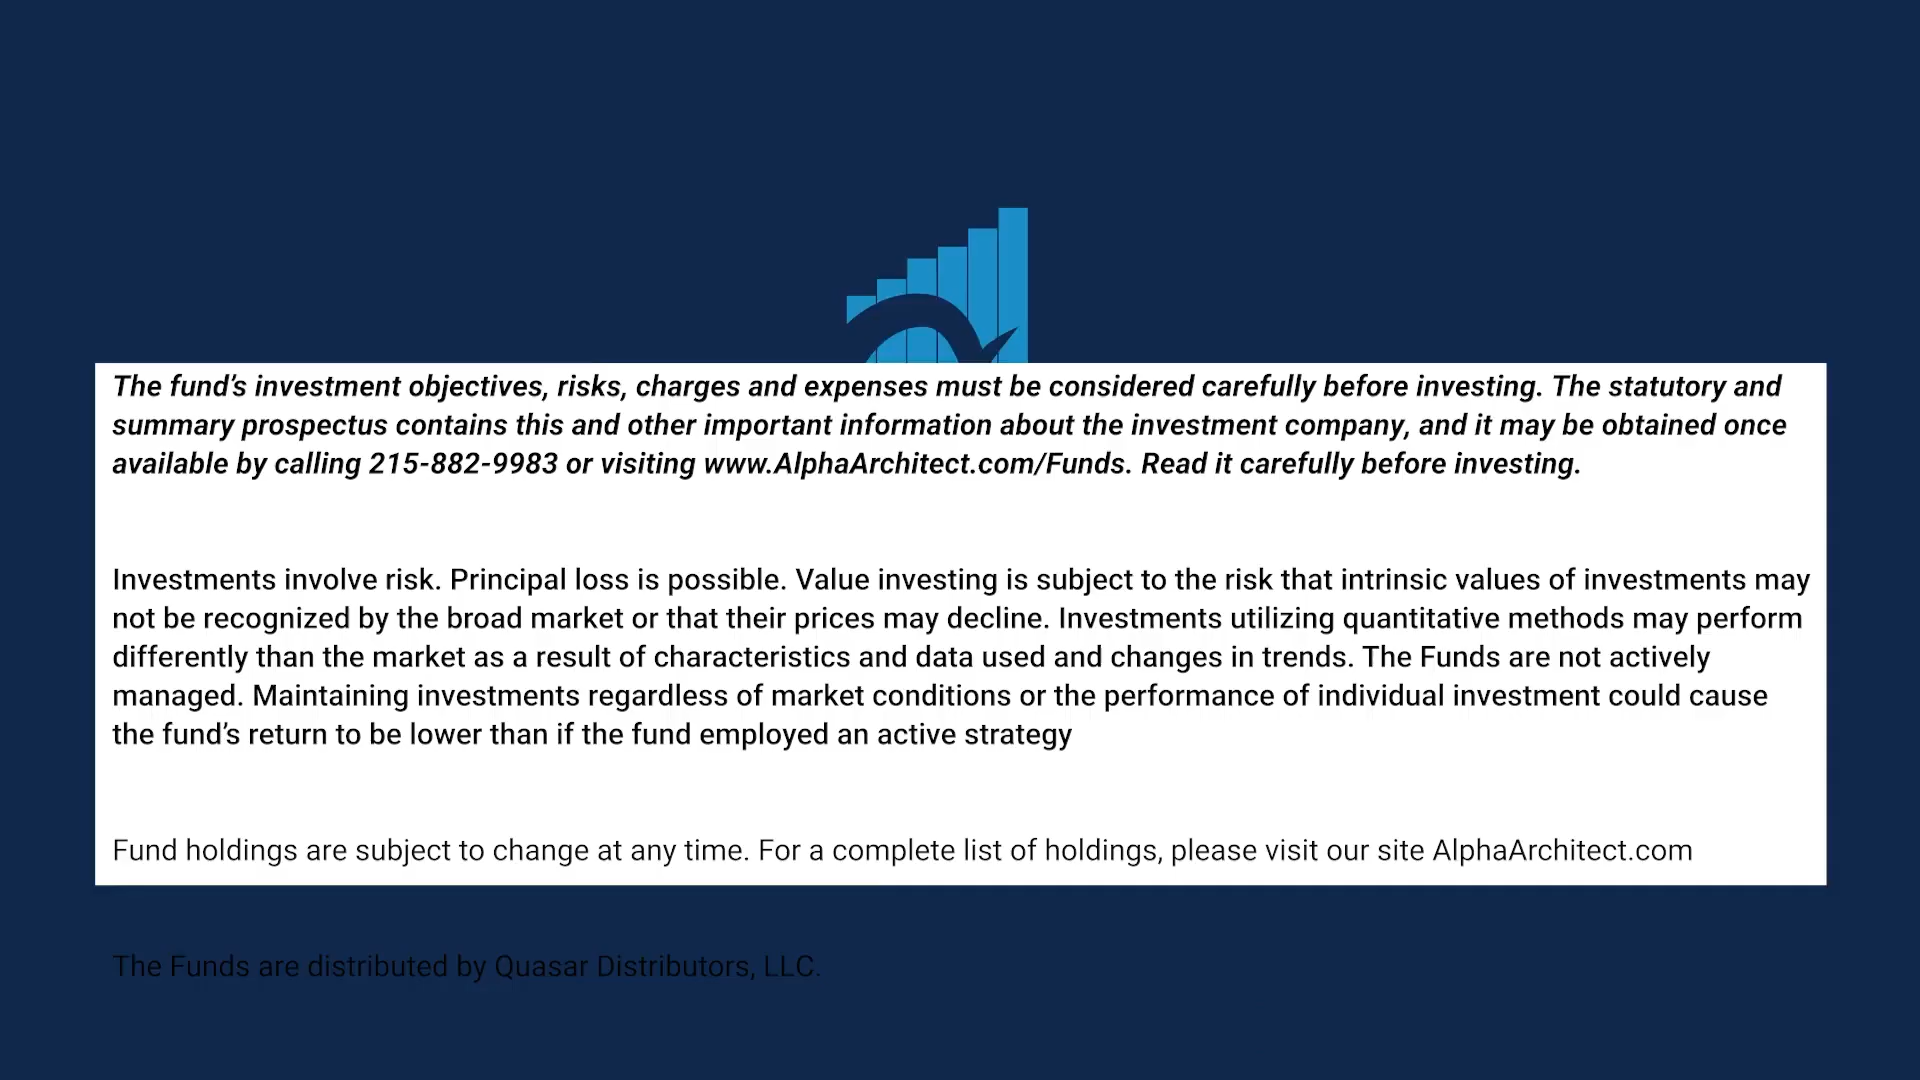 The fund’s investment objectives, risks, charges and expenses must be considered carefully before investing. The statutory and
summary prospectus contains this and other important information about the investment company, and it may be obtained once
available by calling 215-882-9983 or visiting www.AlphaArchitect.com/Funds. Read it carefully before investing.
Investments involve risk. Principal loss is possible. Value investing is subject to the risk that intrinsic values of investments may
not be recognized by the broad market or that their prices may decline. Investments utilizing quantitative methods may perform
differently than the market as a result of characteristics and data used and changes in trends. The Funds are not actively
managed. Maintaining investments regardless of market conditions or the performance of individual investment could cause
the fund’s return to be lower than if the fund employed an active strategy
Fund holdings are subject to change at any time. For a complete list of holdings, please visit our site AlphaArchitect.com
The Funds are distributed by Quasar Distributors, LLC.